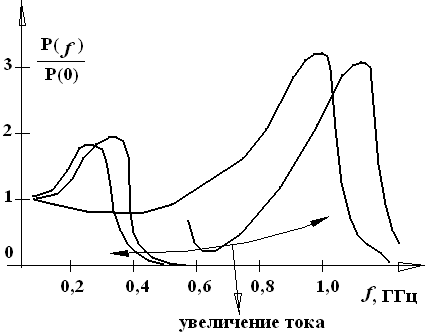 P(f)
P(0)
3
2
1
0
0,2 0,4 0,6 0,8 1,0 f, ГГц
увеличение тока